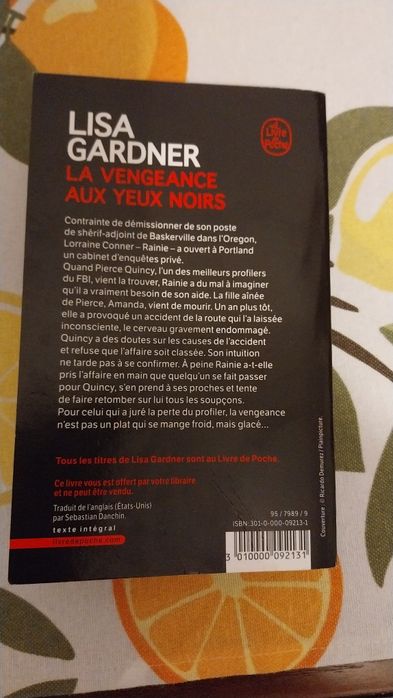 LISA
GARDNER
Le Livre de Poche
LA VENGEANCE
AUX YEUX NOIRS
Contrainte de démissionner de son poste
de shérif-adjoint de Baskerville dans l'Oregon,
Lorraine Conner – Rainie – a ouvert à Portland
un cabinet d'enquêtes privé.
Quand Pierce Quincy, l'un des meilleurs profilers
du FBI, vient la trouver, Rainie a du mal à imaginer
qu'il a vraiment besoin de son aide. La fille aînée
de Pierce, Amanda, vient de mourir. Un an plus tôt,
elle a provoqué un accident de la route qui l'a laissée
inconsciente, le cerveau gravement endommagé.
Quincy a des doutes sur les causes de l'accident
et refuse que l'affaire soit classée. Son intuition
ne tarde pas à se confirmer. À peine Rainie a-t-elle
pris l'affaire en main que quelqu'un se fait passer
pour Quincy, s'en prend à ses proches et tente
de faire retomber sur lui tous les soupçons.
Pour celui qui a juré la perte du profiler, la vengeance
n'est pas un plat qui se mange froid, mais glacé...
Tous les titres de Lisa Gardner sont au Livre de Poche.
Ce livre vous est offert par votre libraire
et ne peut être vendu.
Traduit de l'anglais (États-Unis)
par Sebastian Danchin.
texte intégral
livredepoche.com
95 / 7989 / 9
ISBN:301-0-000-09213-1
3 010000 092131
Couverture : © Ricardo Demurez / Plainpicture.